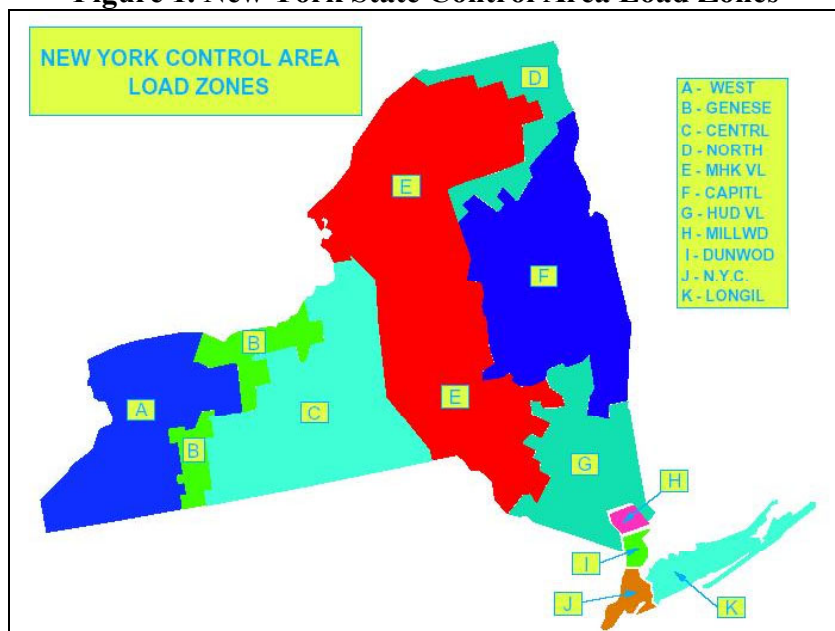 Figure 1. New York State Control Area Load Zones
NEW YORK CONTROL AREA
LOAD ZONES
A - WEST
B - GENESE
C - CENTRL
D - NORTH
E - MHK VL
F - CAPITL
G - HUD VL
H - MILLWD
I - DUNWOD
J - N.Y.C.
K - LONGIL
D
E
F
B
A
C
E
B
G
H
I
J
K